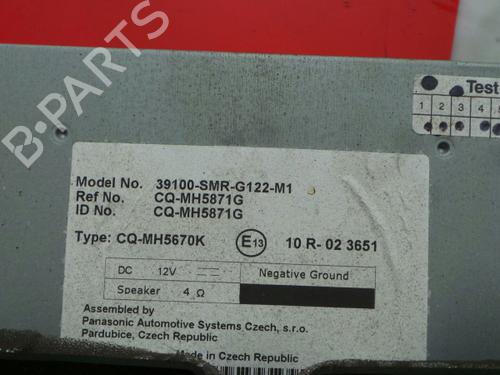 B-PARTS
Test
1 2 3 4
Model No. 39100-SMR-G122-M1
Ref No. CQ-MH5871G
ID No. CQ-MH5871G
Type: CQ-MH5670K E13 10 R- 02 3651
DC 12V Negative Ground
Speaker 4 Ω
Assembled by
Panasonic Automotive Systems Czech, s.r.o.
Pardubice, Czech Republic
Made in Czech Republic